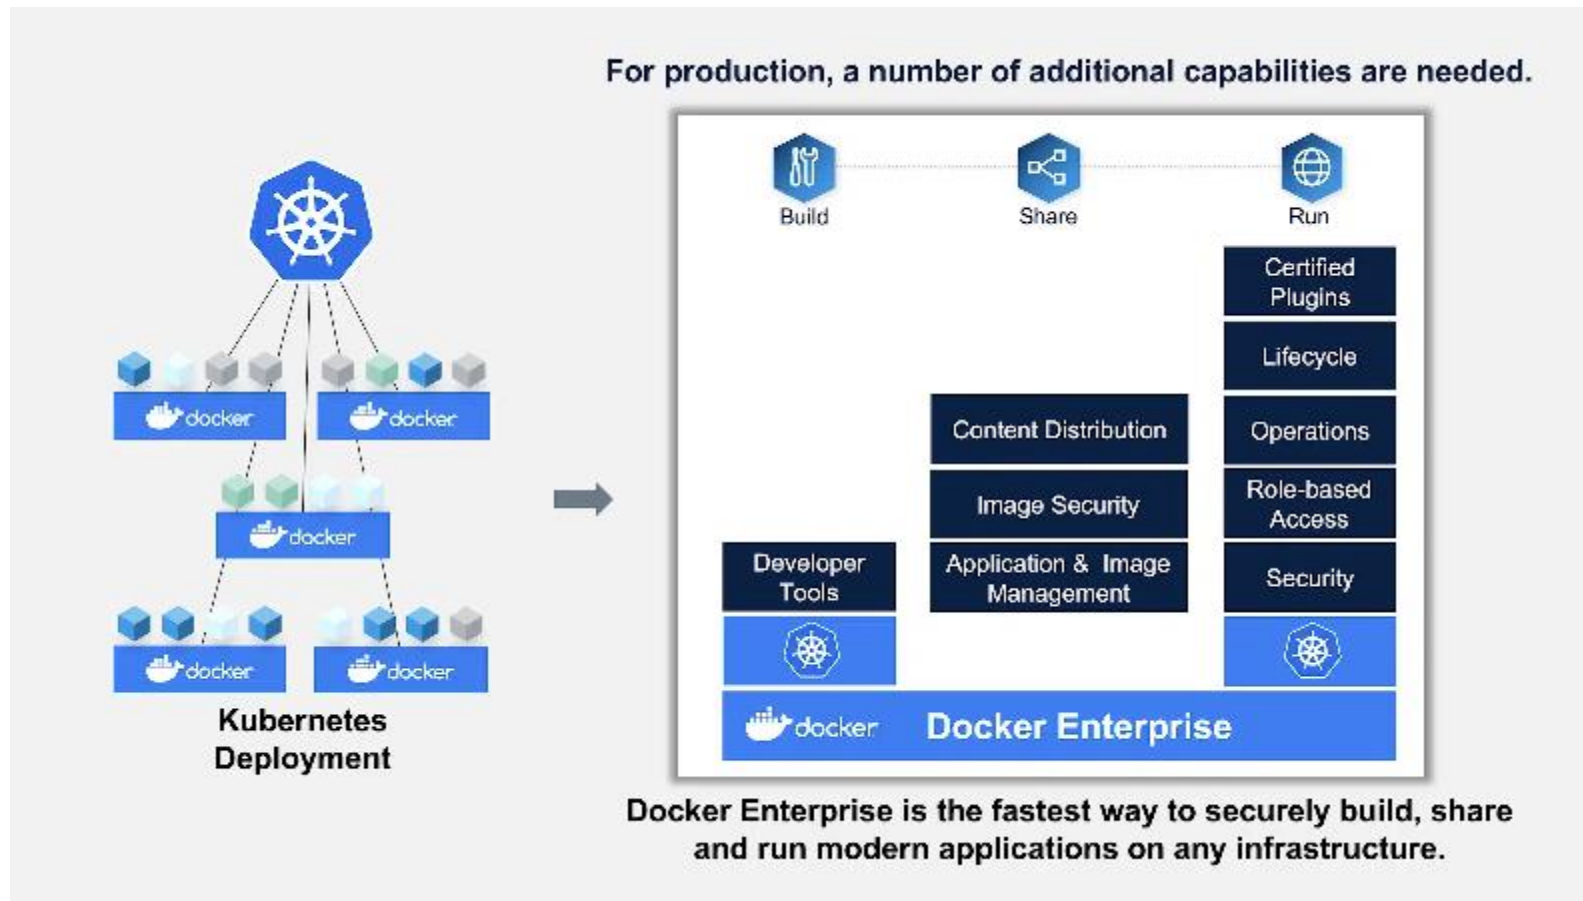 For production, a number of additional capabilities are needed.
Build
Share
Run
Certified
Plugins
Lifecycle
Content Distribution
Operations
Image Security
Role-based
Access
Developer
Tools
Application & Image
Management
Security
docker
Docker Enterprise
docker
docker
docker
docker
docker
Kubernetes
Deployment
Docker Enterprise is the fastest way to securely build, share
and run modern applications on any infrastructure.